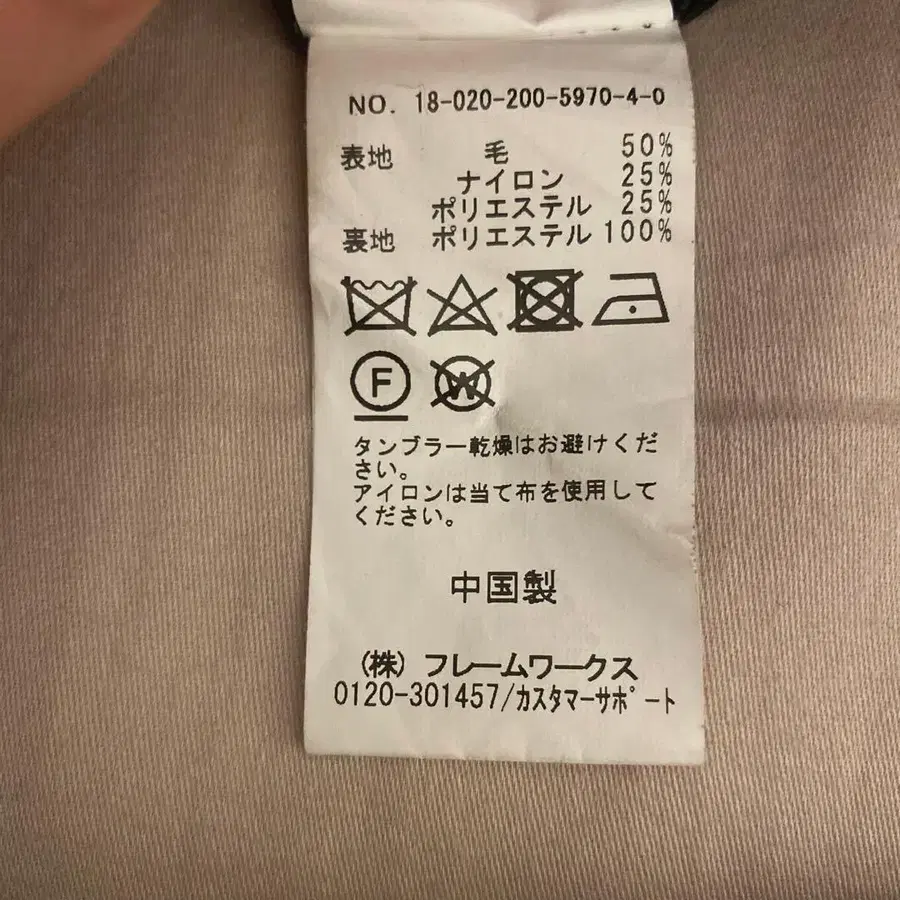 NO. 18-020-200-5970-4-0
表地 毛 50%
ナイロン 25%
ポリエステル 25%
裏地 ポリエステル 100%
F W
タンブラー乾燥はお避けくだ
さい。
アイロンは当て布を使用して
ください。
中国製
(株) フレームワークス
0120-301457/カスタマーサポート